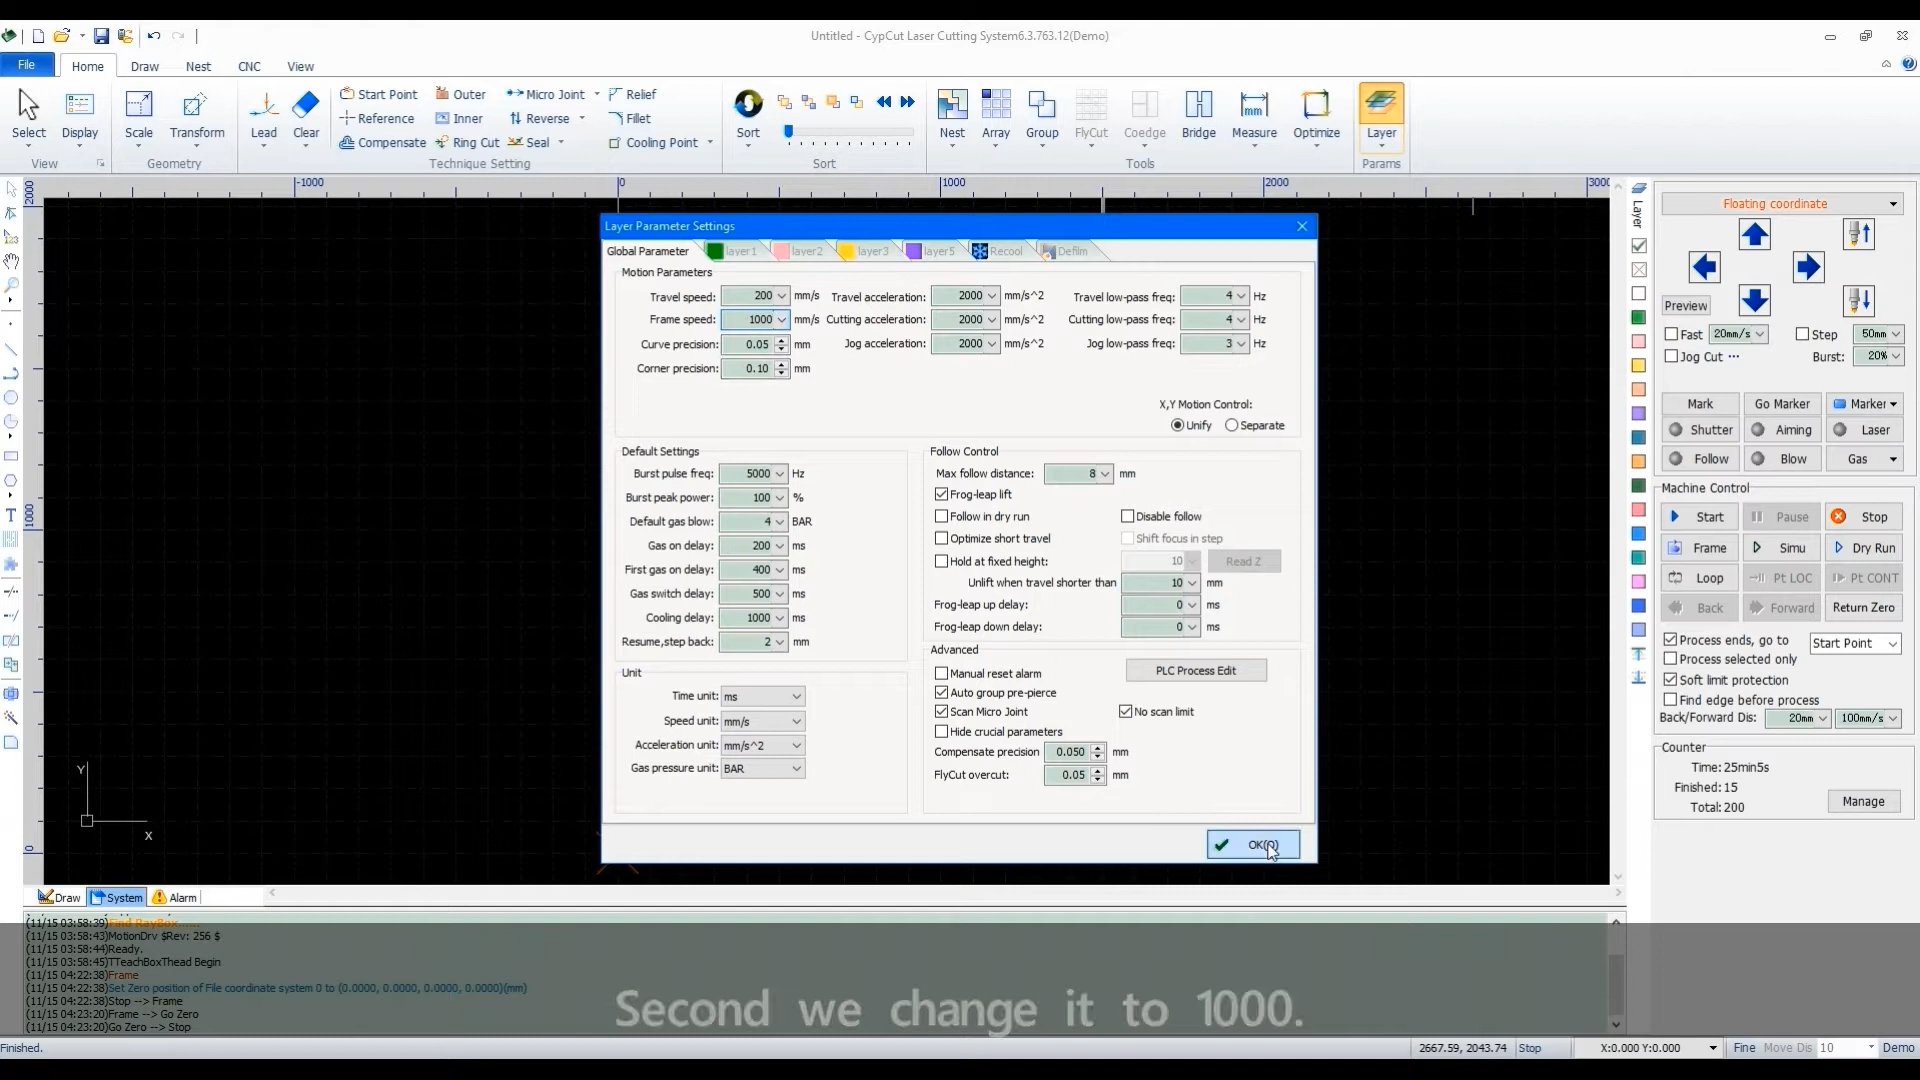 Untitled - CypCut Laser Cutting System6.3.763.12(Demo)
File Home Draw Nest CNC View
Select Display Scale Transform Lead Clear
Start Point Outer Micro Joint Relief
Reference Inner Reverse Fillet
Compensate Ring Cut Seal Cooling Point
Sort Nest Array Group FlyCut Coedge Bridge Measure Optimize Layer
View Geometry Technique Setting Sort Tools Params
-1000 0 1000 2000 3000
2000
1000
0
Layer
Layer Parameter Settings
Global Parameter layer1 layer2 layer3 layer5 Recool Defilm
Motion Parameters
Travel speed: 200 mm/s Travel acceleration: 2000 mm/s^2 Travel low-pass freq: 4 Hz
Frame speed: 1000 mm/s Cutting acceleration: 2000 mm/s^2 Cutting low-pass freq: 4 Hz
Curve precision: 0.05 mm Jog acceleration: 2000 mm/s^2 Jog low-pass freq: 3 Hz
Corner precision: 0.10 mm
X,Y Motion Control:
Unify Separate
Default Settings
Burst pulse freq: 5000 Hz
Burst peak power: 100 %
Default gas blow: 4 BAR
Gas on delay: 200 ms
First gas on delay: 400 ms
Gas switch delay: 500 ms
Cooling delay: 1000 ms
Resume,step back: 2 mm
Unit
Time unit: ms
Speed unit: mm/s
Acceleration unit: mm/s^2
Gas pressure unit: BAR
Follow Control
Max follow distance: 8 mm
Frog-leap lift
Follow in dry run Disable follow
Optimize short travel Shift focus in step
Hold at fixed height: 10 Read Z
Unlift when travel shorter than 10 mm
Frog-leap up delay: 0 ms
Frog-leap down delay: 0 ms
Advanced
Manual reset alarm PLC Process Edit
Auto group pre-pierce
Scan Micro Joint No scan limit
Hide crucial parameters
Compensate precision 0.050 mm
FlyCut overcut: 0.05 mm
Y
X
Floating coordinate
Preview
Fast 20mm/s Step 50mm
Jog Cut ··· Burst: 20%
Mark Go Marker Marker
Shutter Aiming Laser
Follow Blow Gas
Machine Control
Start Pause Stop
Frame Simu Dry Run
Loop Pt LOC Pt CONT
Back Forward Return Zero
Process ends, go to Start Point
Process selected only
Soft limit protection
Find edge before process
Back/Forward Dis: 20mm 100mm/s
Counter
Time: 25min5s
Finished: 15
Total: 200 Manage
Draw System Alarm
(11/15 03:58:39)Find RayBox......
(11/15 03:58:43)MotionDrv $Rev: 256 $
(11/15 03:58:44)Ready.
(11/15 03:58:45)TTeachBoxThead Begin
(11/15 04:22:38)Frame
(11/15 04:22:38)Set Zero position of File coordinate system 0 to (0.0000, 0.0000, 0.0000, 0.0000)(mm)
(11/15 04:22:38)Stop --> Frame
(11/15 04:23:20)Frame --> Go Zero
(11/15 04:23:20)Go Zero --> Stop
Second we change it to 1000.
Finished. 2667.59, 2043.74 Stop X:0.000 Y:0.000 Fine Move Dis 10 Demo